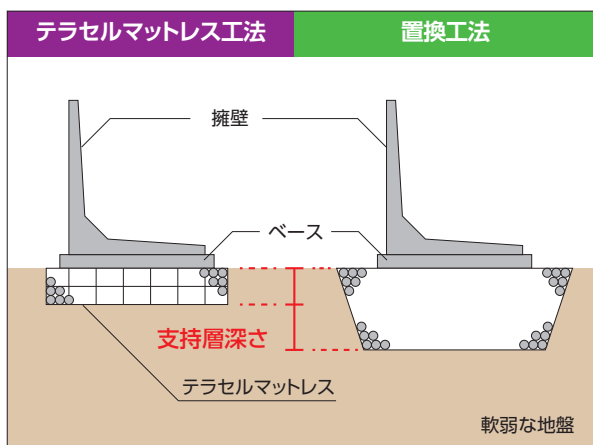 テラセルマットレス工法
置換工法
擁壁
ベース
支持層深さ
テラセルマットレス
軟弱な地盤